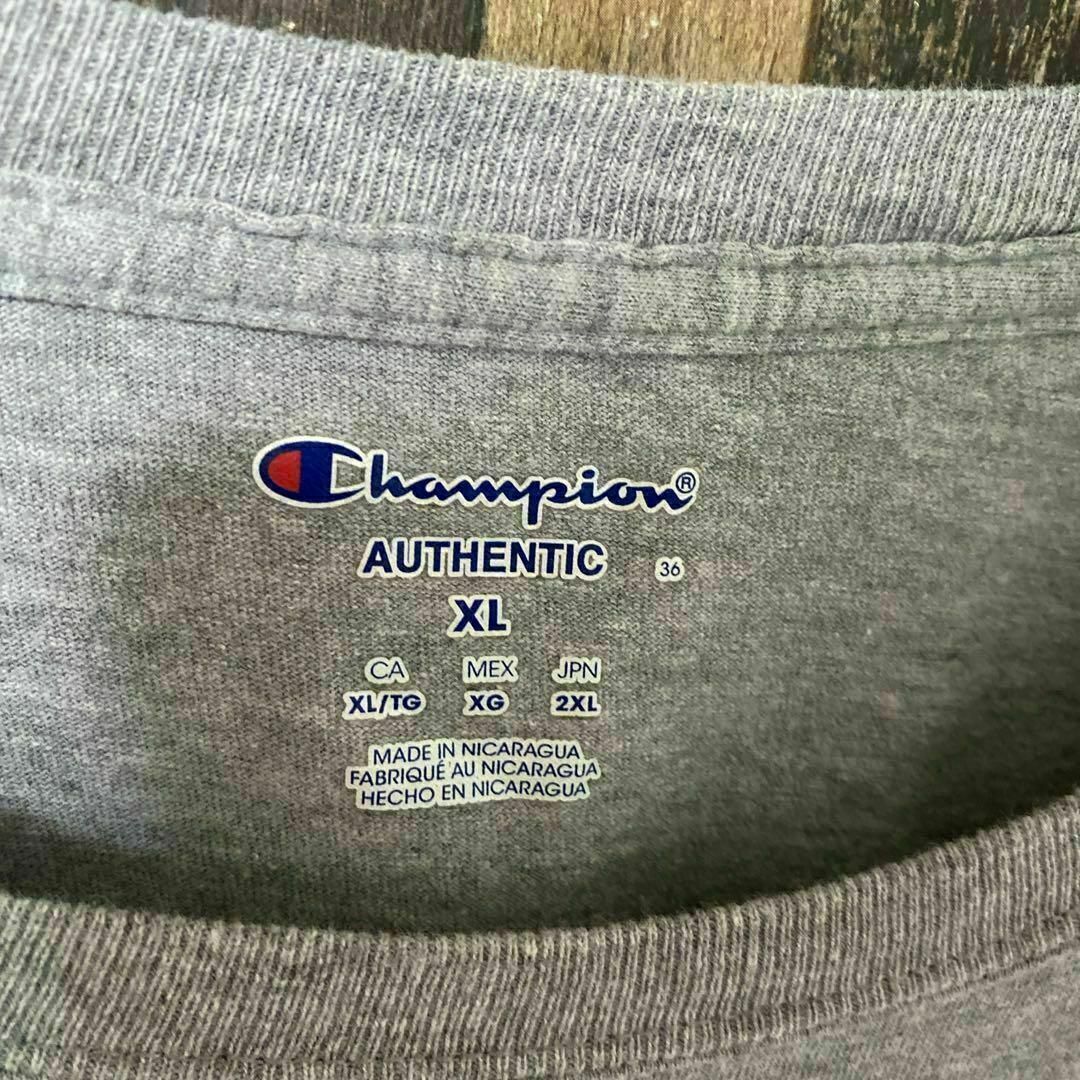 Champion®
AUTHENTIC 36
XL
CA MEX JPN
XL/TG XG 2XL
MADE IN NICARAGUA
FABRIQUÉ AU NICARAGUA
HECHO EN NICARAGUA